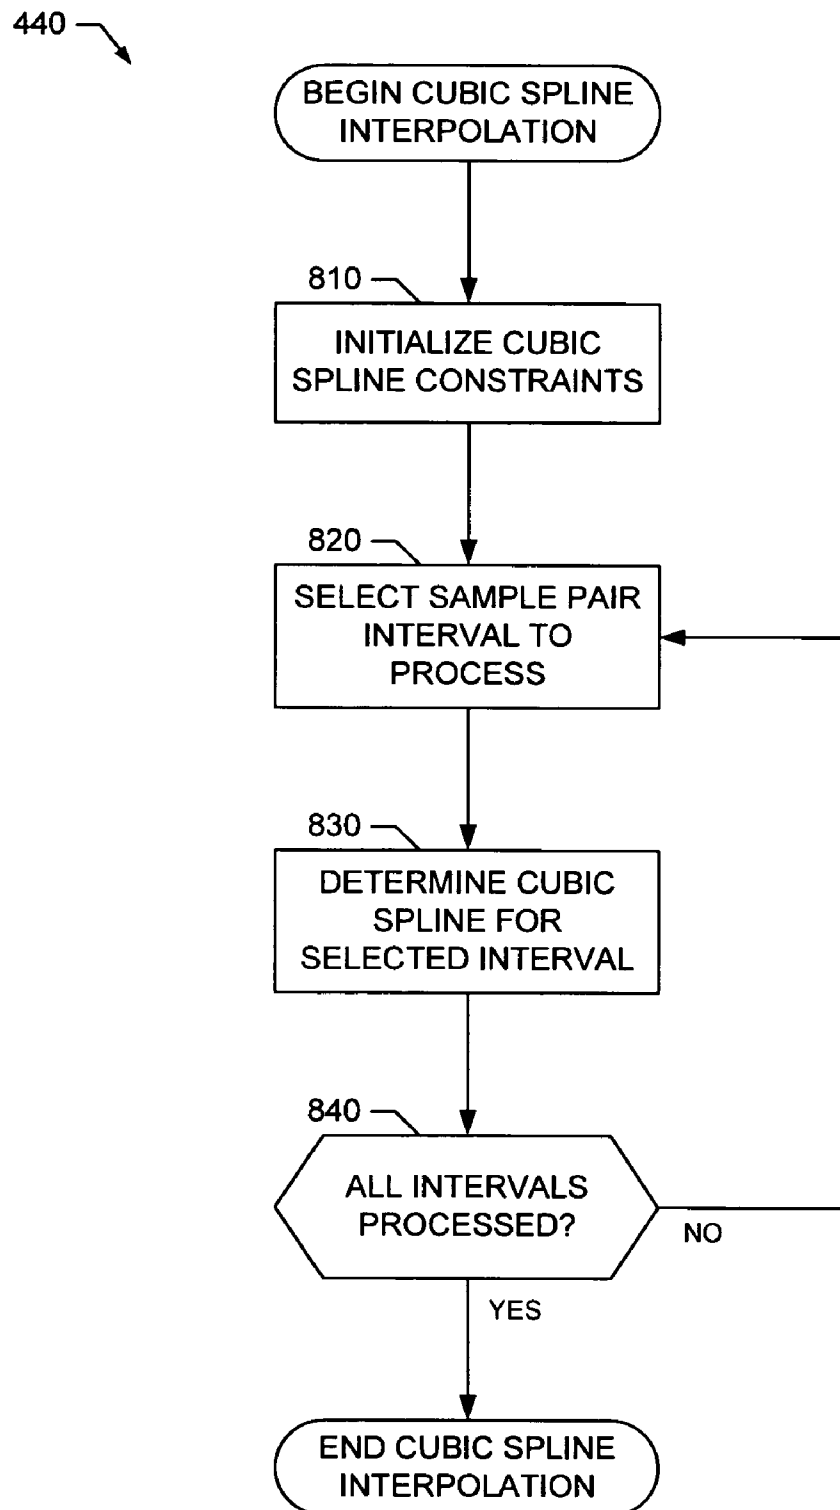 440
BEGIN CUBIC SPLINE
INTERPOLATION
810
INITIALIZE CUBIC
SPLINE CONSTRAINTS
820
SELECT SAMPLE PAIR
INTERVAL TO
PROCESS
830
DETERMINE CUBIC
SPLINE FOR
SELECTED INTERVAL
840
ALL INTERVALS
PROCESSED?
NO
YES
END CUBIC SPLINE
INTERPOLATION